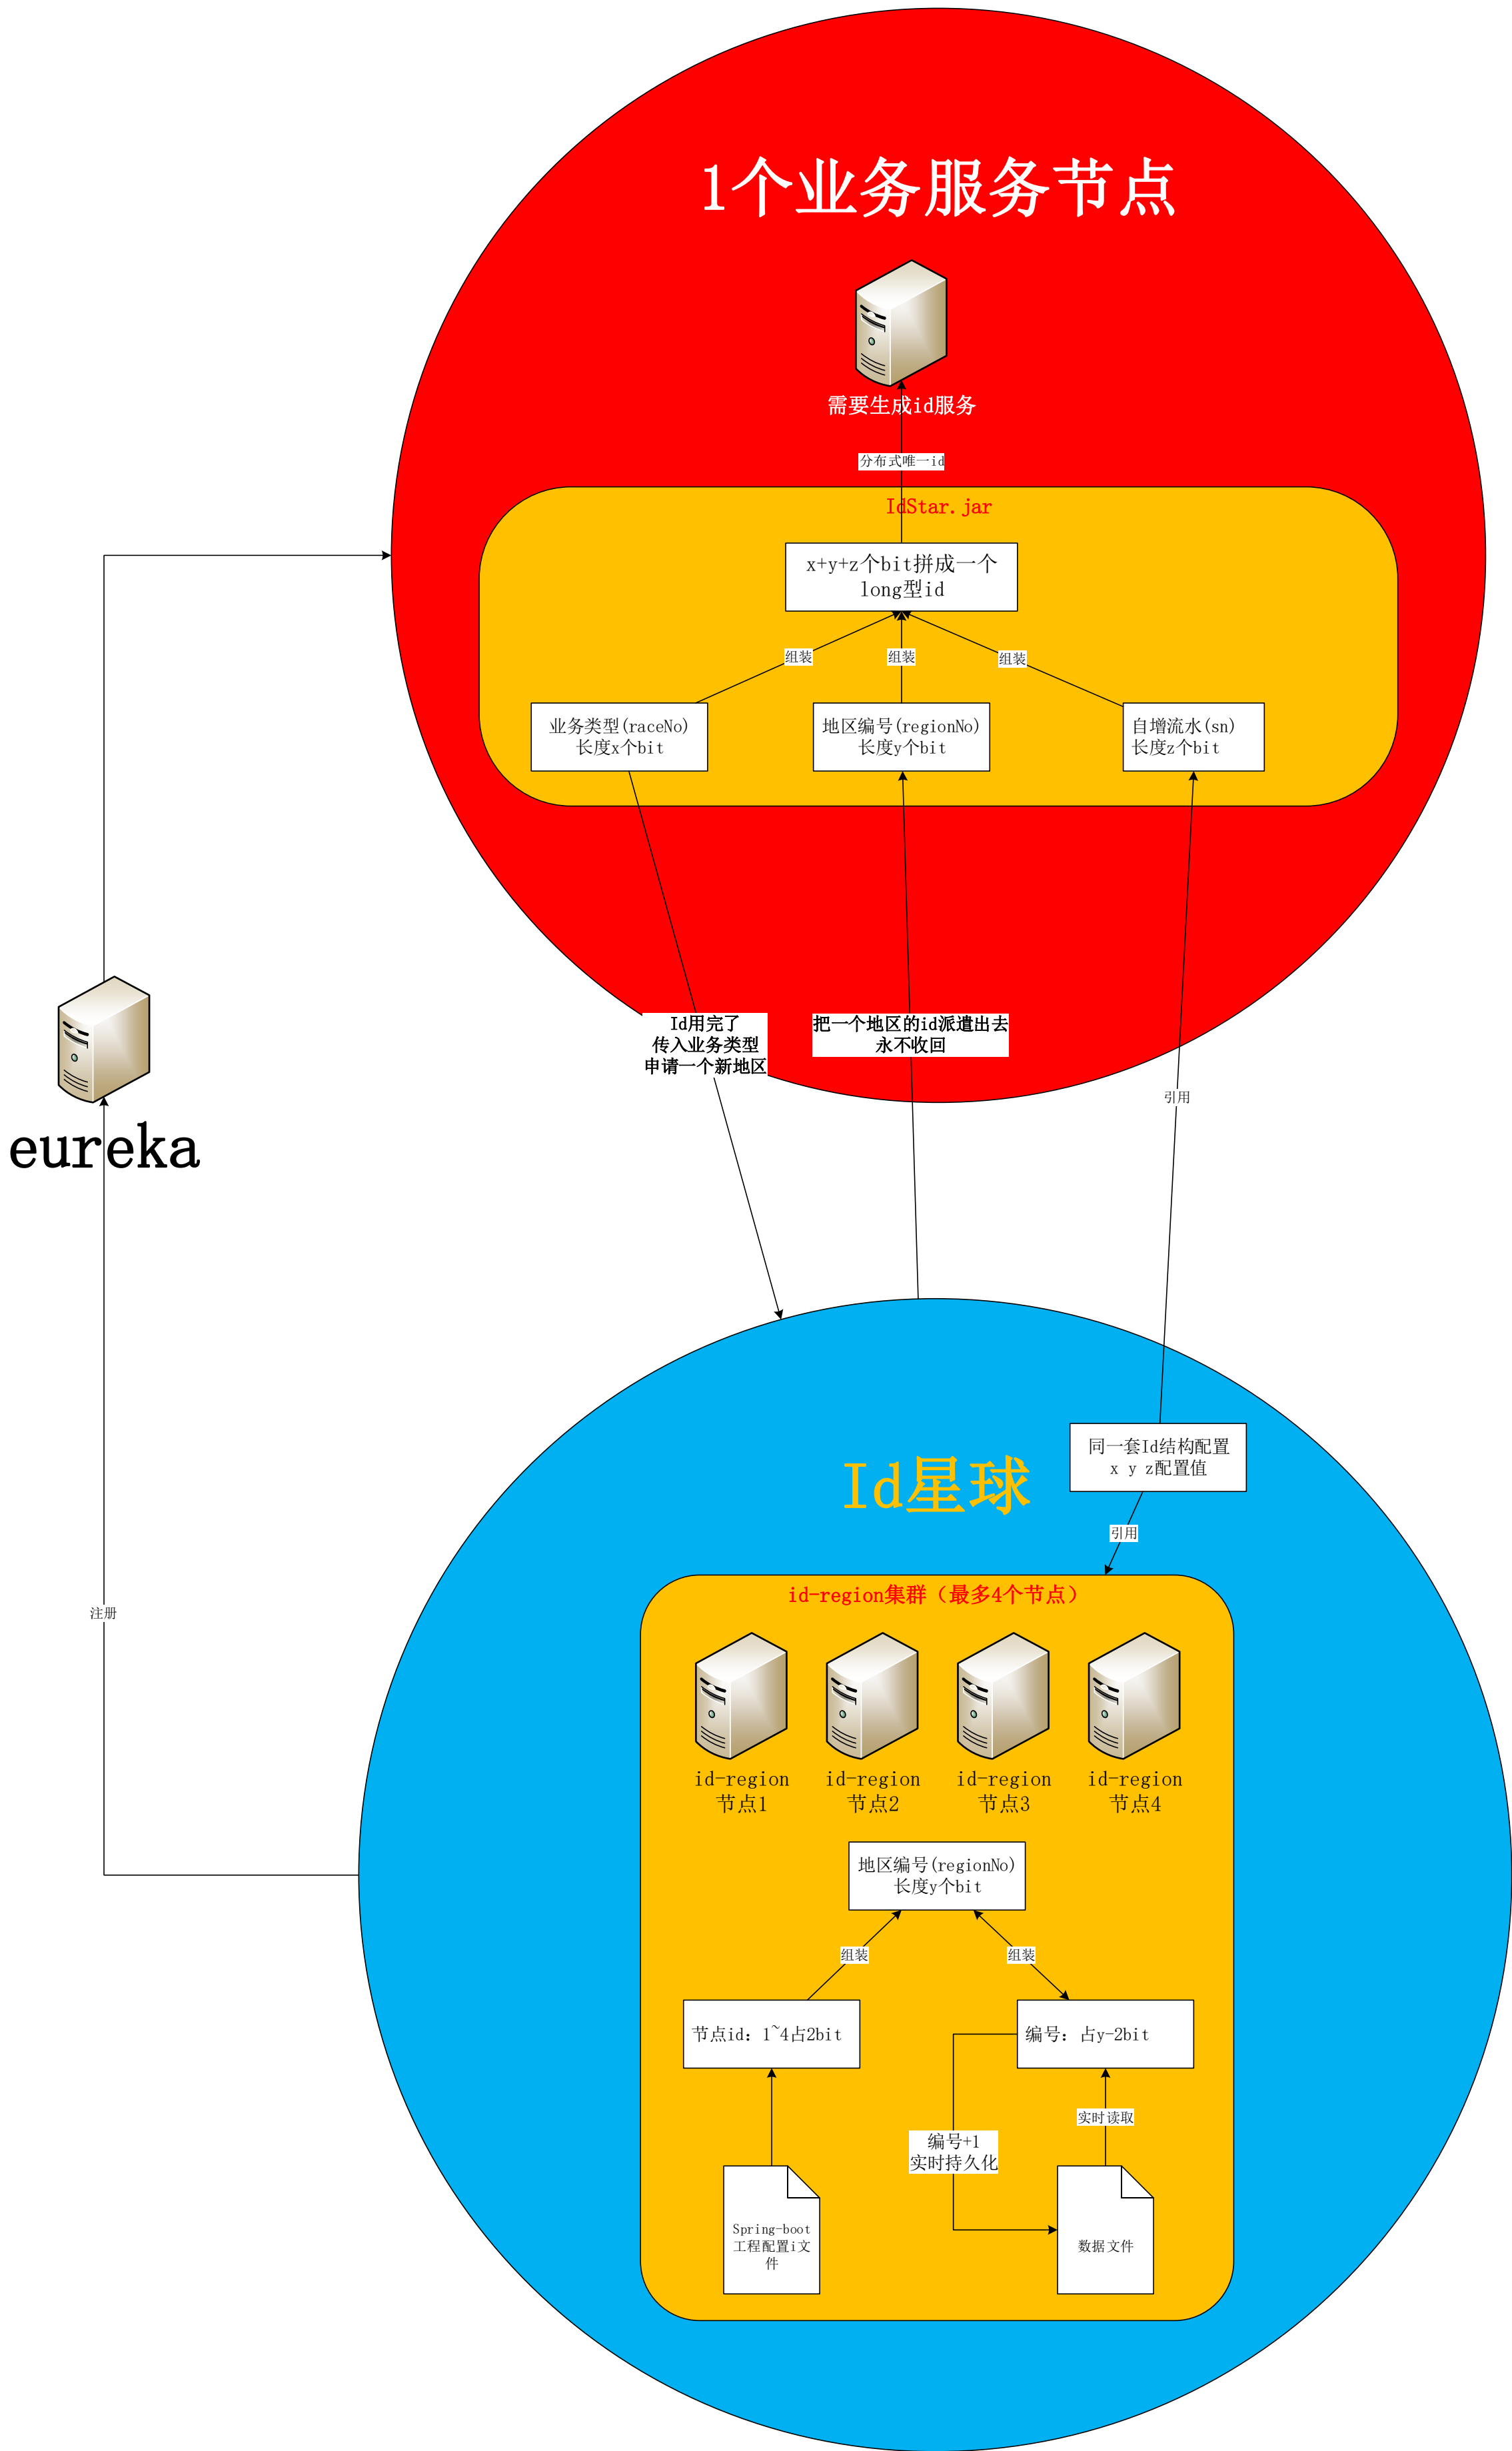 1个业务服务节点
需要生成id服务
分布式唯一id
IdStar.jar
x+y+z个bit拼成一个
long型id
组装
组装
组装
业务类型(raceNo)
长度x个bit
地区编号(regionNo)
长度y个bit
自增流水(sn)
长度z个bit
Id用完了
传入业务类型
申请一个新地区
把一个地区的id派遣出去
永不收回
引用
eureka
注册
Id星球
同一套Id结构配置
x y z配置值
引用
id-region集群（最多4个节点）
id-region
节点1
id-region
节点2
id-region
节点3
id-region
节点4
地区编号(regionNo)
长度y个bit
组装
组装
节点id：1~4占2bit
编号：占y-2bit
实时读取
编号+1
实时持久化
Spring-boot
工程配置i文
件
数据文件